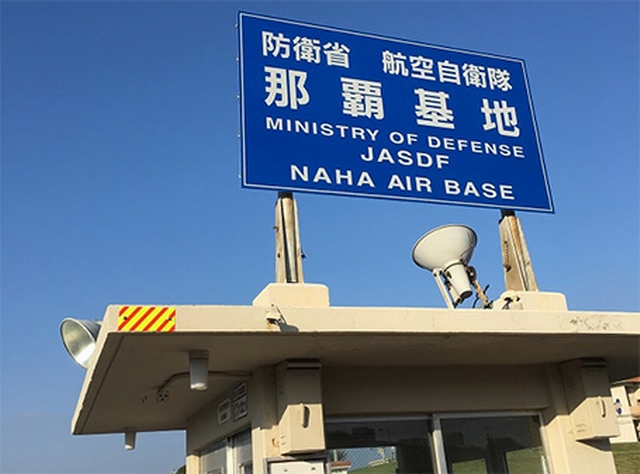 防衛省 航空自衛隊
那覇基地
MINISTRY OF DEFENSE
JASDF
NAHA AIR BASE